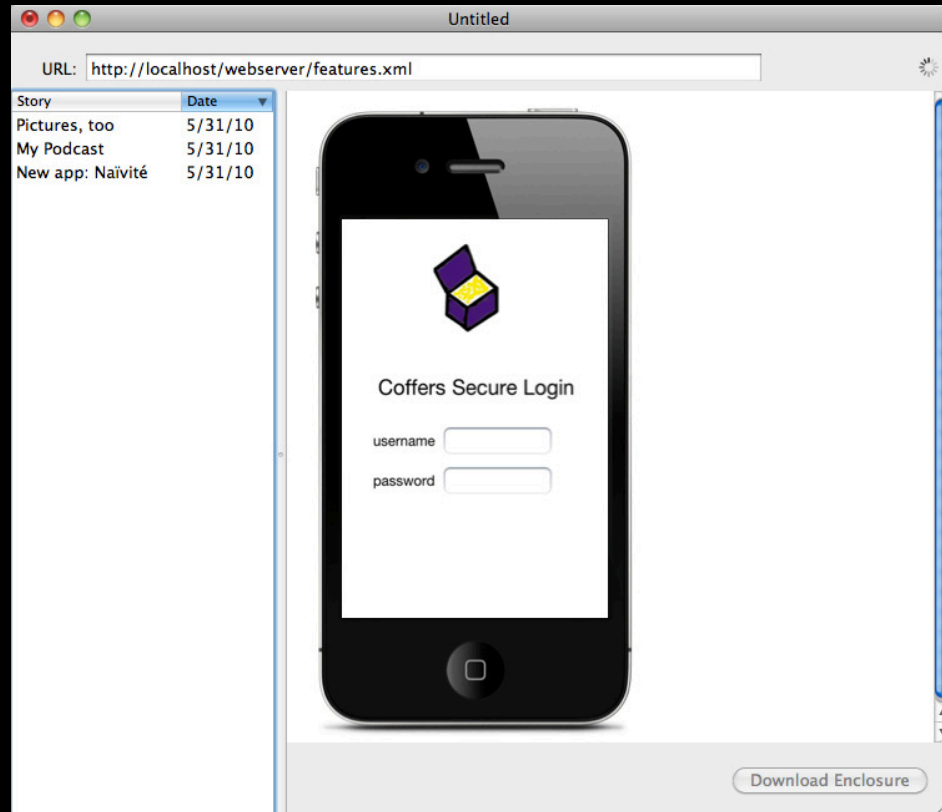 Untitled
URL: http://localhost/webserver/features.xml
Story Date
Pictures, too 5/31/10
My Podcast 5/31/10
New app: Naïvité 5/31/10
Coffers Secure Login
username
password
Download Enclosure